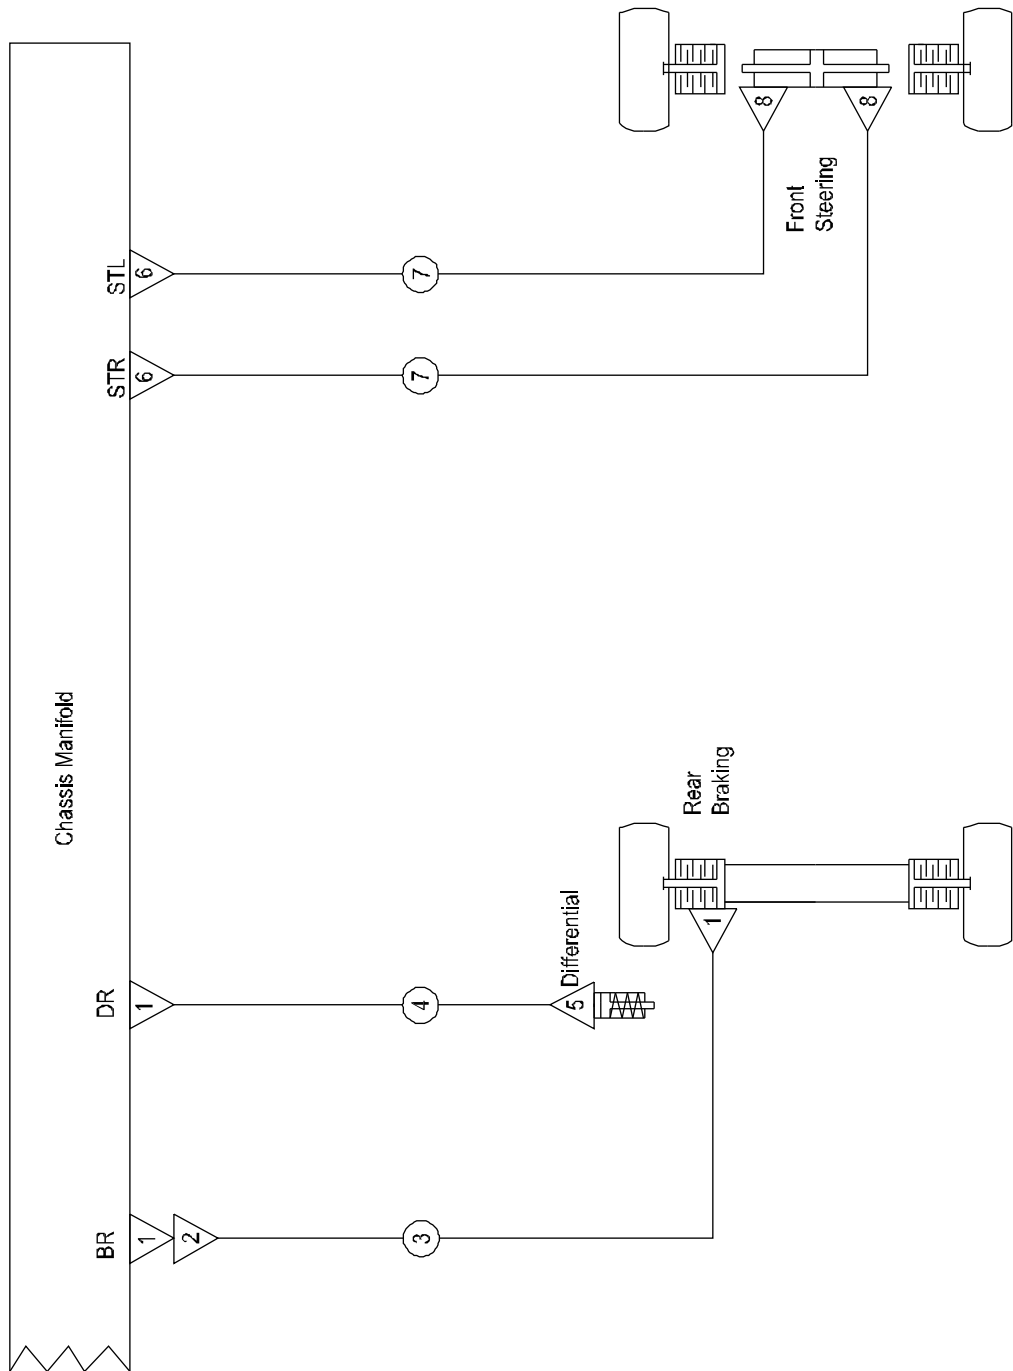 Chassis Manifold
BR
1
2
3
DR
1
4
5
Differential
1
Rear
Braking
STR
6
7
8
STL
6
7
8
Front
Steering